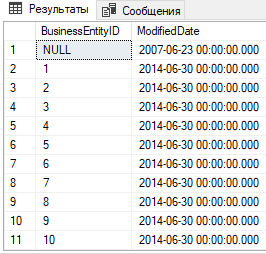 Результаты Сообщения
BusinessEntityID ModifiedDate
1 NULL 2007-06-23 00:00:00.000
2 1 2014-06-30 00:00:00.000
3 2 2014-06-30 00:00:00.000
4 3 2014-06-30 00:00:00.000
5 4 2014-06-30 00:00:00.000
6 5 2014-06-30 00:00:00.000
7 6 2014-06-30 00:00:00.000
8 7 2014-06-30 00:00:00.000
9 8 2014-06-30 00:00:00.000
10 9 2014-06-30 00:00:00.000
11 10 2014-06-30 00:00:00.000